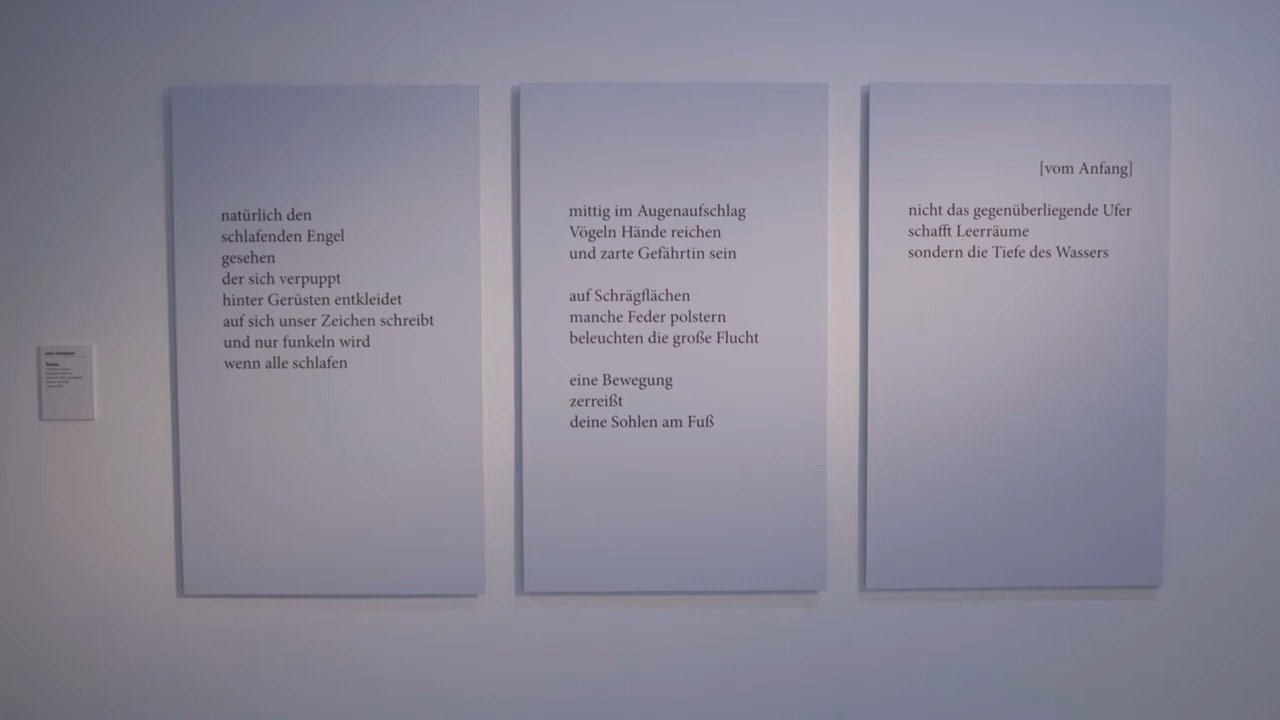 natürlich den
schlafenden Engel
gesehen
der sich verpuppt
hinter Gerüsten entkleidet
auf sich unser Zeichen schreibt
und nur funkeln wird
wenn alle schlafen
mittig im Augenaufschlag
Vögeln Hände reichen
und zarte Gefährtin sein
auf Schrägflächen
manche Feder polstern
beleuchten die große Flucht
eine Bewegung
zerreißt
deine Sohlen am Fuß
[vom Anfang]
nicht das gegenüberliegende Ufer
schafft Leerräume
sondern die Tiefe des Wassers